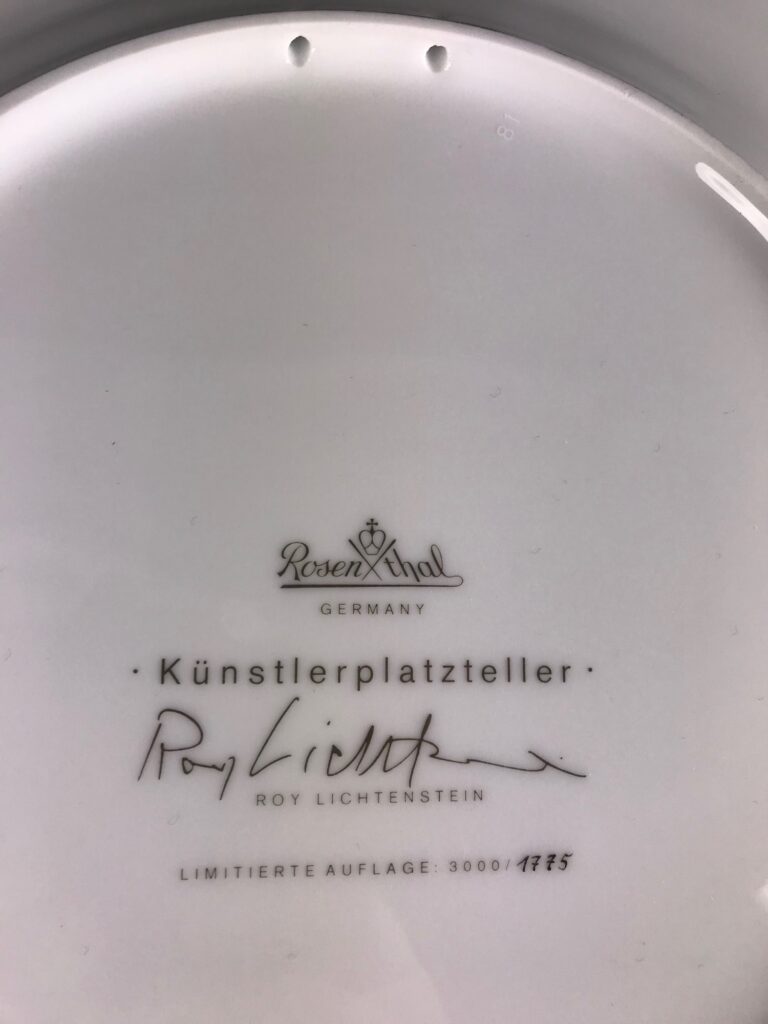 81
Rosenthal
GERMANY
· Künstlerplatzteller ·
Roy Lichtenstein
ROY LICHTENSTEIN
LIMITIERTE AUFLAGE: 3000/1775